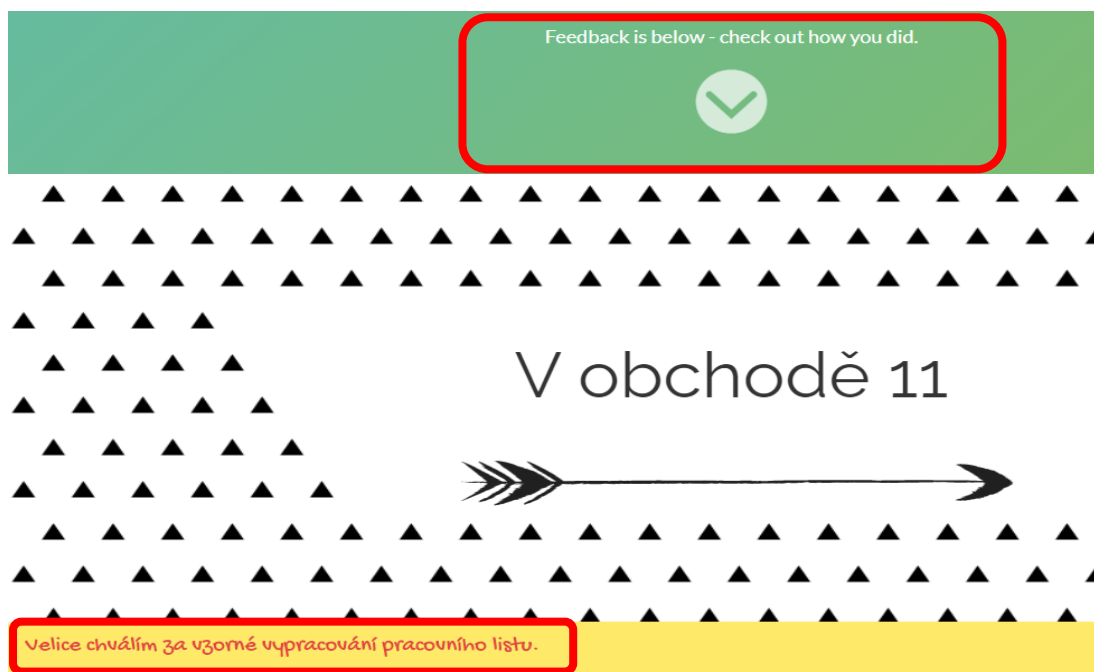 Feedback is below - check out how you did.
V obchodě 11
Velice chválím za vzorné vypracování pracovního listu.